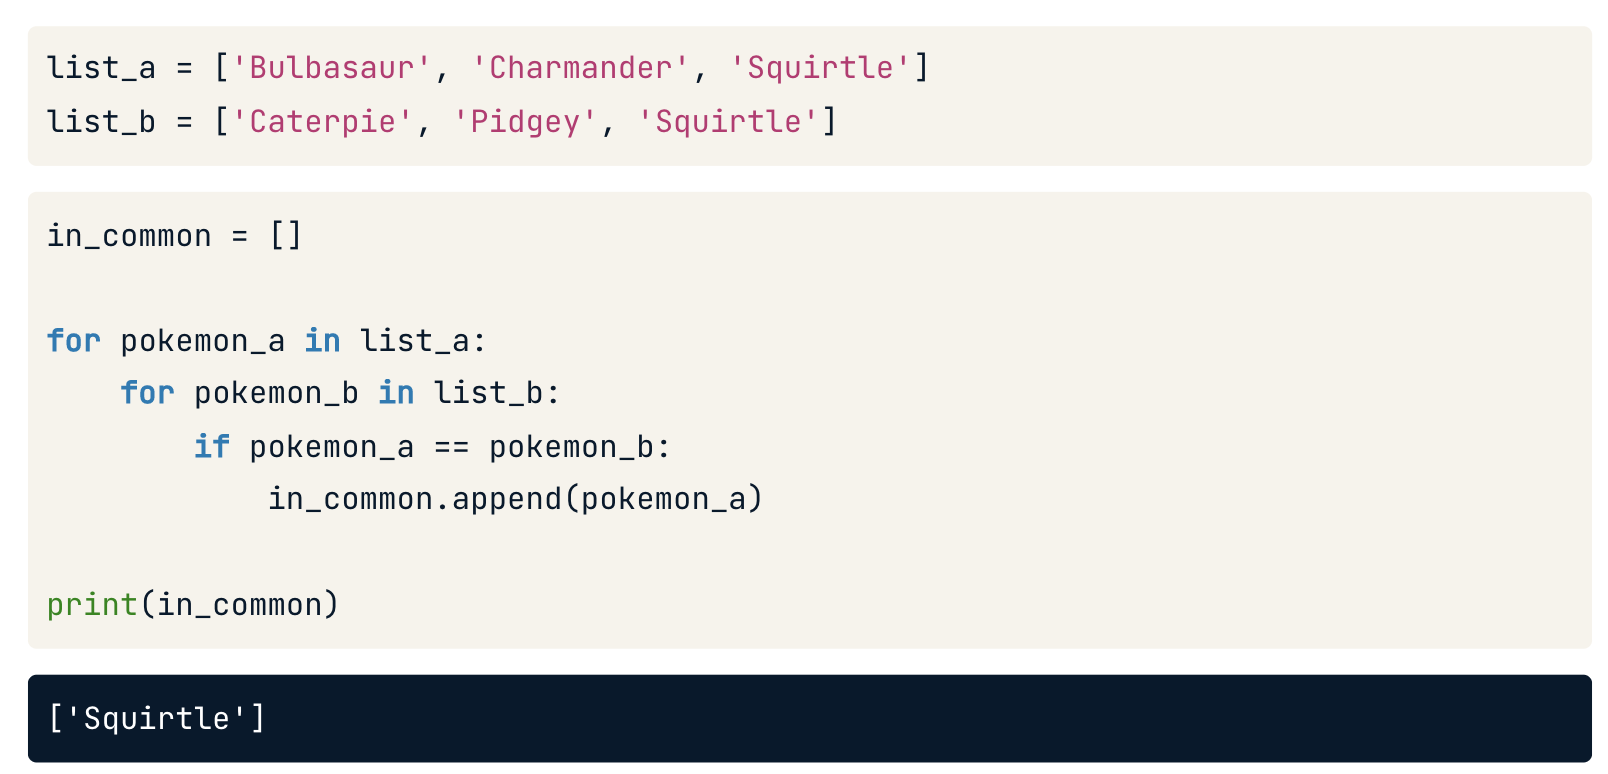 list_a = ['Bulbasaur', 'Charmander', 'Squirtle']
list_b = ['Caterpie', 'Pidgey', 'Squirtle']
in_common = []
for pokemon_a in list_a:
    for pokemon_b in list_b:
        if pokemon_a == pokemon_b:
            in_common.append(pokemon_a)
print(in_common)
['Squirtle']